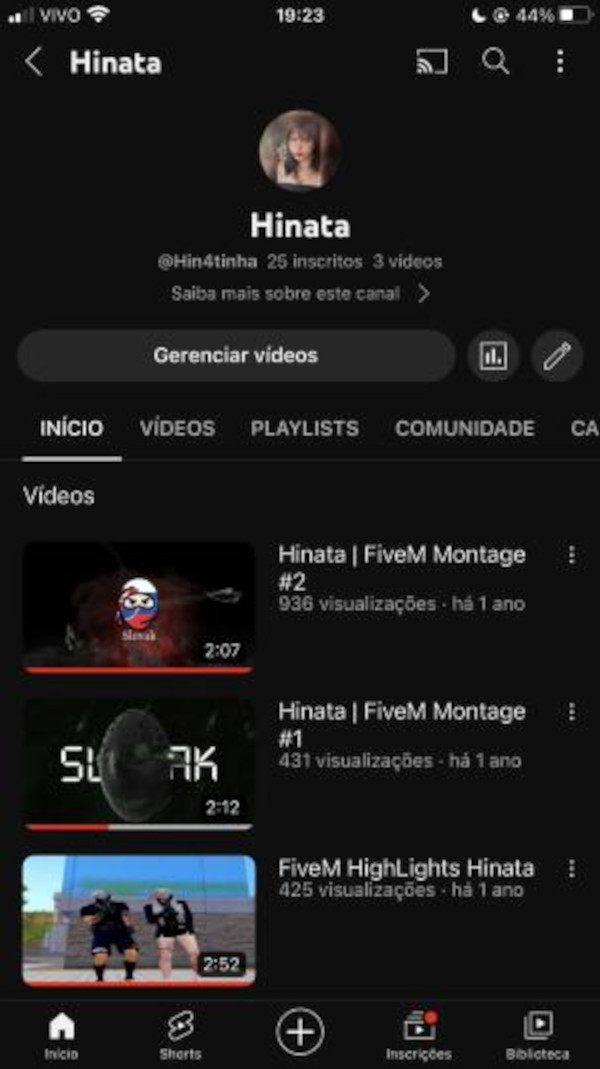 VIVO 19:23 44%
Hinata
Hinata
@Hin4tinha 25 inscritos 3 vídeos
Saiba mais sobre este canal
Gerenciar vídeos
INÍCIO VÍDEOS PLAYLISTS COMUNIDADE CA
Vídeos
Slovak
2:07
Hinata | FiveM Montage
#2
936 visualizações · há 1 ano
2:12
Hinata | FiveM Montage
#1
431 visualizações · há 1 ano
2:52
FiveM HighLights Hinata
425 visualizações · há 1 ano
Início Shorts Inscrições Biblioteca